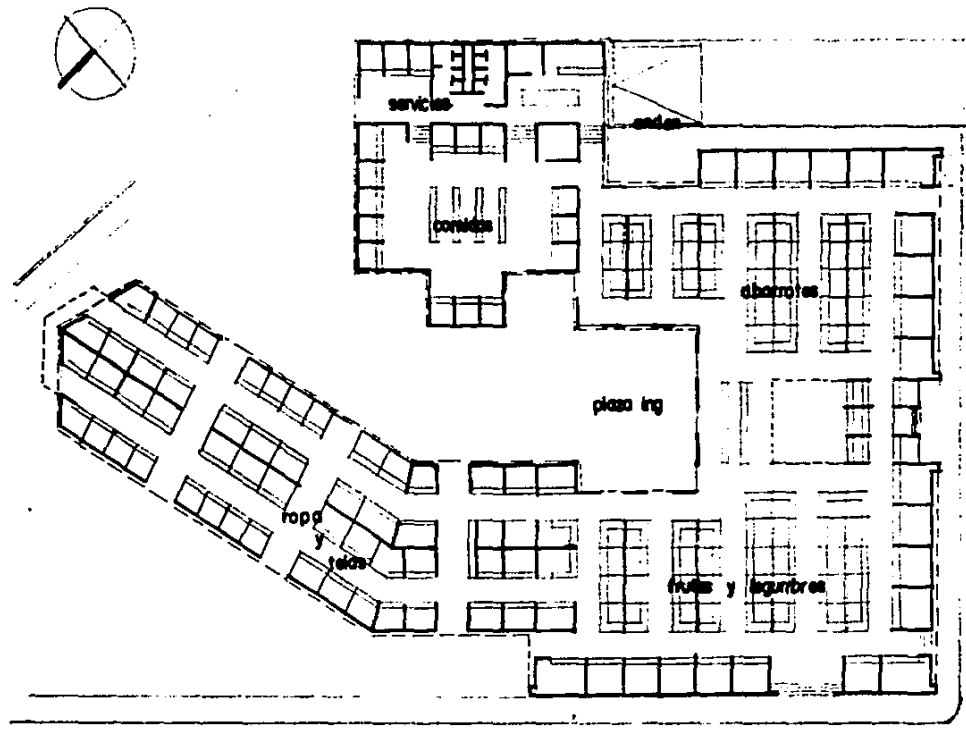 servicios
anden
comidas
abarrotes
plaza ing
ropa
y
telas
frutas y legumbres